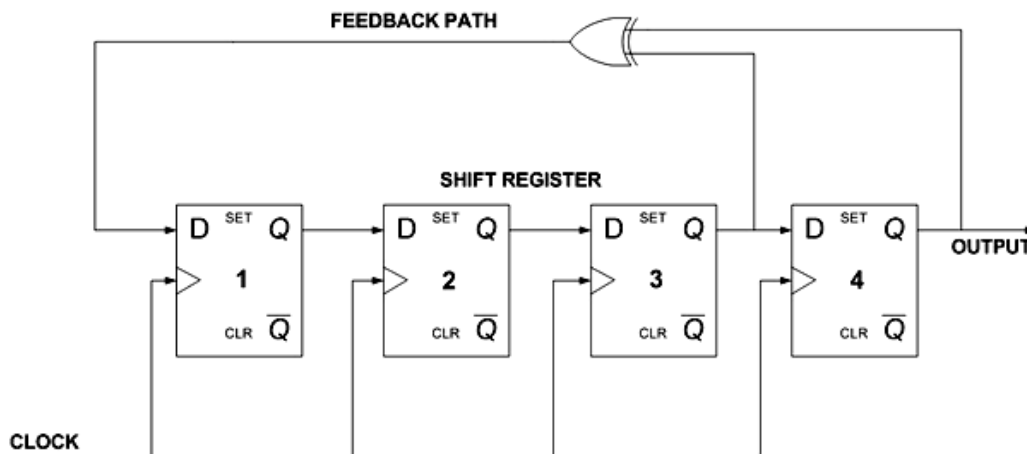 FEEDBACK PATH
SHIFT REGISTER
D SET Q
1
CLR Q
D SET Q
2
CLR Q
D SET Q
3
CLR Q
D SET Q
4
CLR Q
OUTPUT
CLOCK